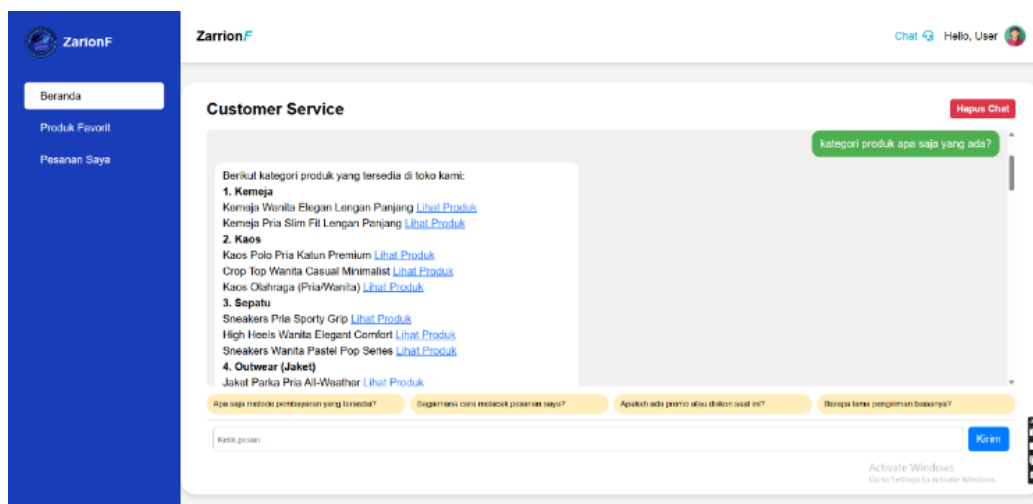 ZarionF
ZarrionF
Chat Hello, User
Beranda
Produk Favorit
Pesanan Saya
Customer Service
Hapus Chat
kategori produk apa saja yang ada?
Berikut kategori produk yang tersedia di toko kami:
1. Kemeja
Kemeja Wanita Elegan Lengan Panjang Lihat Produk
Kemeja Pria Slim Fit Lengan Panjang Lihat Produk
2. Kaos
Kaos Polo Pria Katun Premium Lihat Produk
Crop Top Wanita Casual Minimalist Lihat Produk
Kaos Olahraga (Pria/Wanita) Lihat Produk
3. Sepatu
Sneakers Pria Sporty Grip Lihat Produk
High Heels Wanita Elegant Comfort Lihat Produk
Sneakers Wanita Pastel Pop Series Lihat Produk
4. Outwear (Jaket)
Jaket Parka Pria All-Weather Lihat Produk
Apa saja metode pembayaran yang tersedia?
Bagaimana cara melacak pesanan saya?
Apakah ada promo atau diskon saat ini?
Berapa lama pengiriman biasanya?
Ketik pesan ...
Kirim
Activate Windows
Go to Settings to activate Windows.